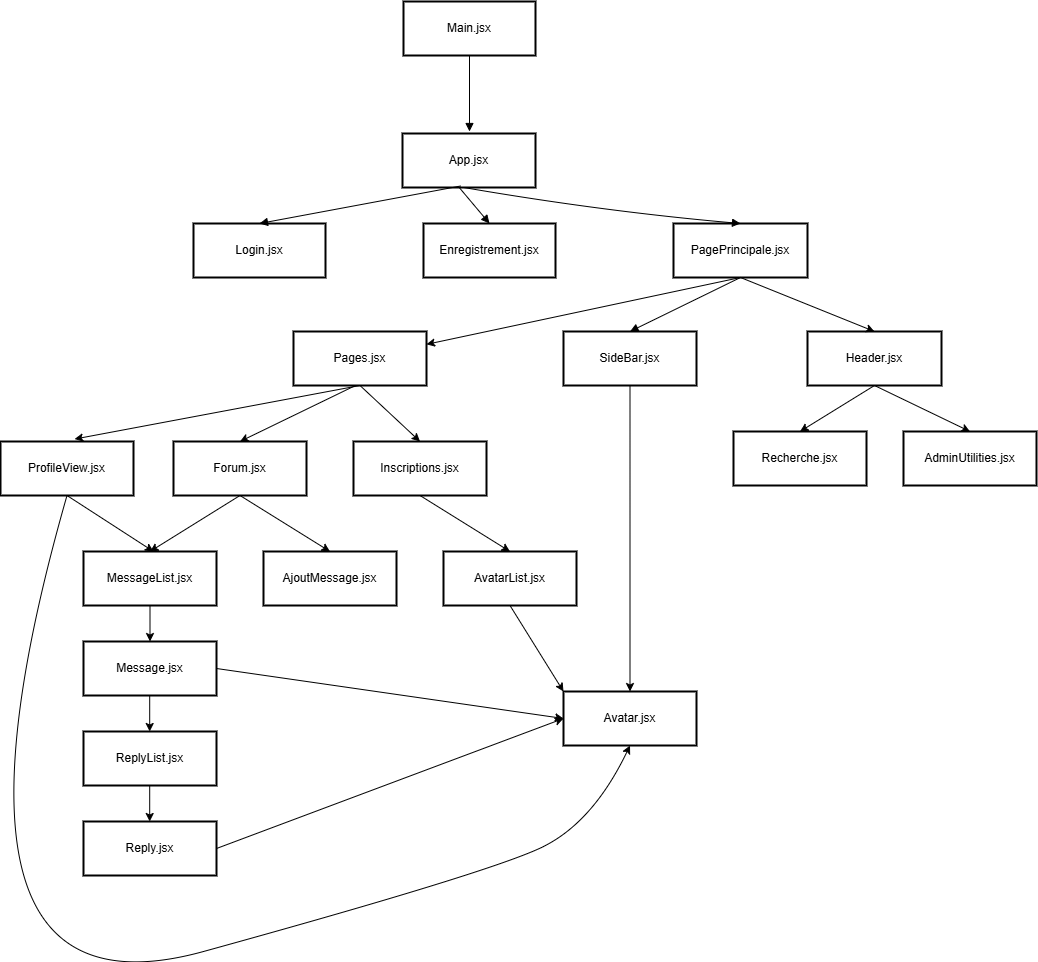 Main.jsx
App.jsx
Login.jsx
Enregistrement.jsx
PagePrincipale.jsx
Pages.jsx
SideBar.jsx
Header.jsx
Recherche.jsx
AdminUtilities.jsx
ProfileView.jsx
Forum.jsx
Inscriptions.jsx
MessageList.jsx
AjoutMessage.jsx
AvatarList.jsx
Message.jsx
Avatar.jsx
ReplyList.jsx
Reply.jsx